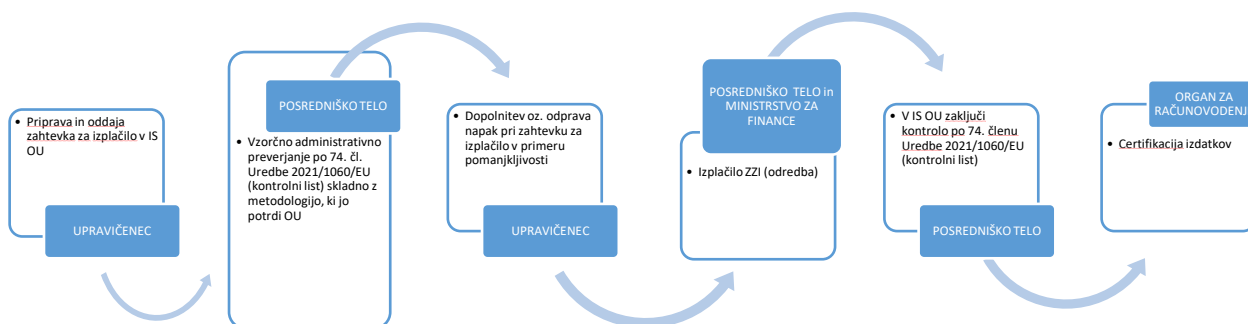 • Priprava in oddaja
zahtevka za izplačilo v IS
OU
UPRAVIČENEC
POSREDNIŠKO TELO
• Vzorčno administrativno
preverjanje po 74. čl.
Uredbe 2021/1060/EU
(kontrolni list) skladno z
metodologijo, ki jo
potrdi OU
• Dopolnitev oz. odprava
napak pri zahtevku za
izplačilo v primeru
pomanjkljivosti
UPRAVIČENEC
POSREDNIŠKO TELO in
MINISTRSTVO ZA
FINANCE
• Izplačilo ZZI (odredba)
• V IS OU zaključi
kontrolo po 74. členu
Uredbe 2021/1060/EU
(kontrolni list)
POSREDNIŠKO TELO
ORGAN ZA
RAČUNOVODENJE
• Certifikacija izdatkov